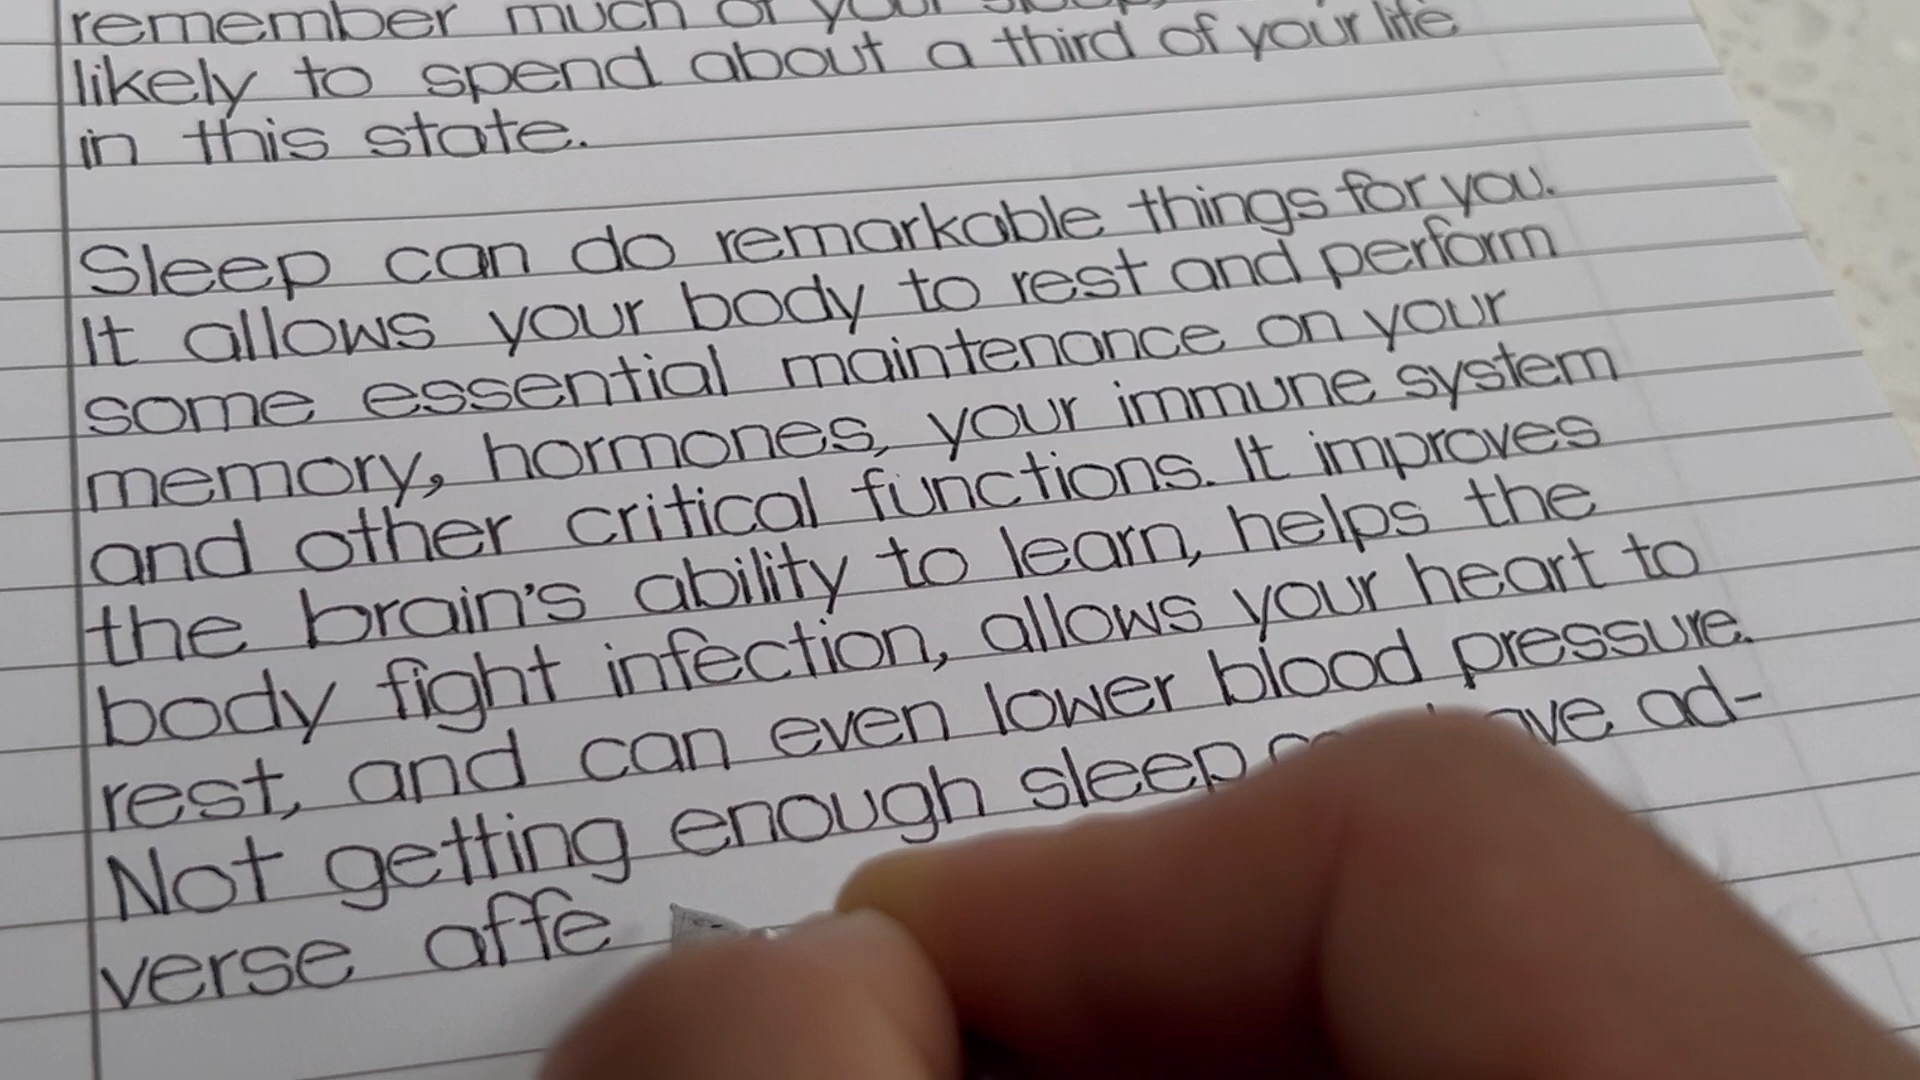 remember much of your sleep,
likely to spend about a third of your life
in this state.
Sleep can do remarkable things for you.
It allows your body to rest and perform
some essential maintenance on your
memory, hormones, your immune system
and other critical functions. It improves
the brain's ability to learn, helps the
body fight infection, allows your heart to
rest, and can even lower blood pressure.
Not getting enough sleep ad-
verse affe